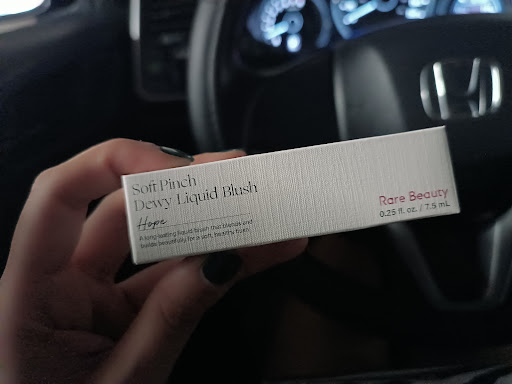 Soft Pinch
Dewy Liquid Blush
Hope
A long-lasting liquid blush that blends and
builds beautifully for a soft, healthy flush
Rare Beauty
0.25 fl. oz. / 7.5 mL